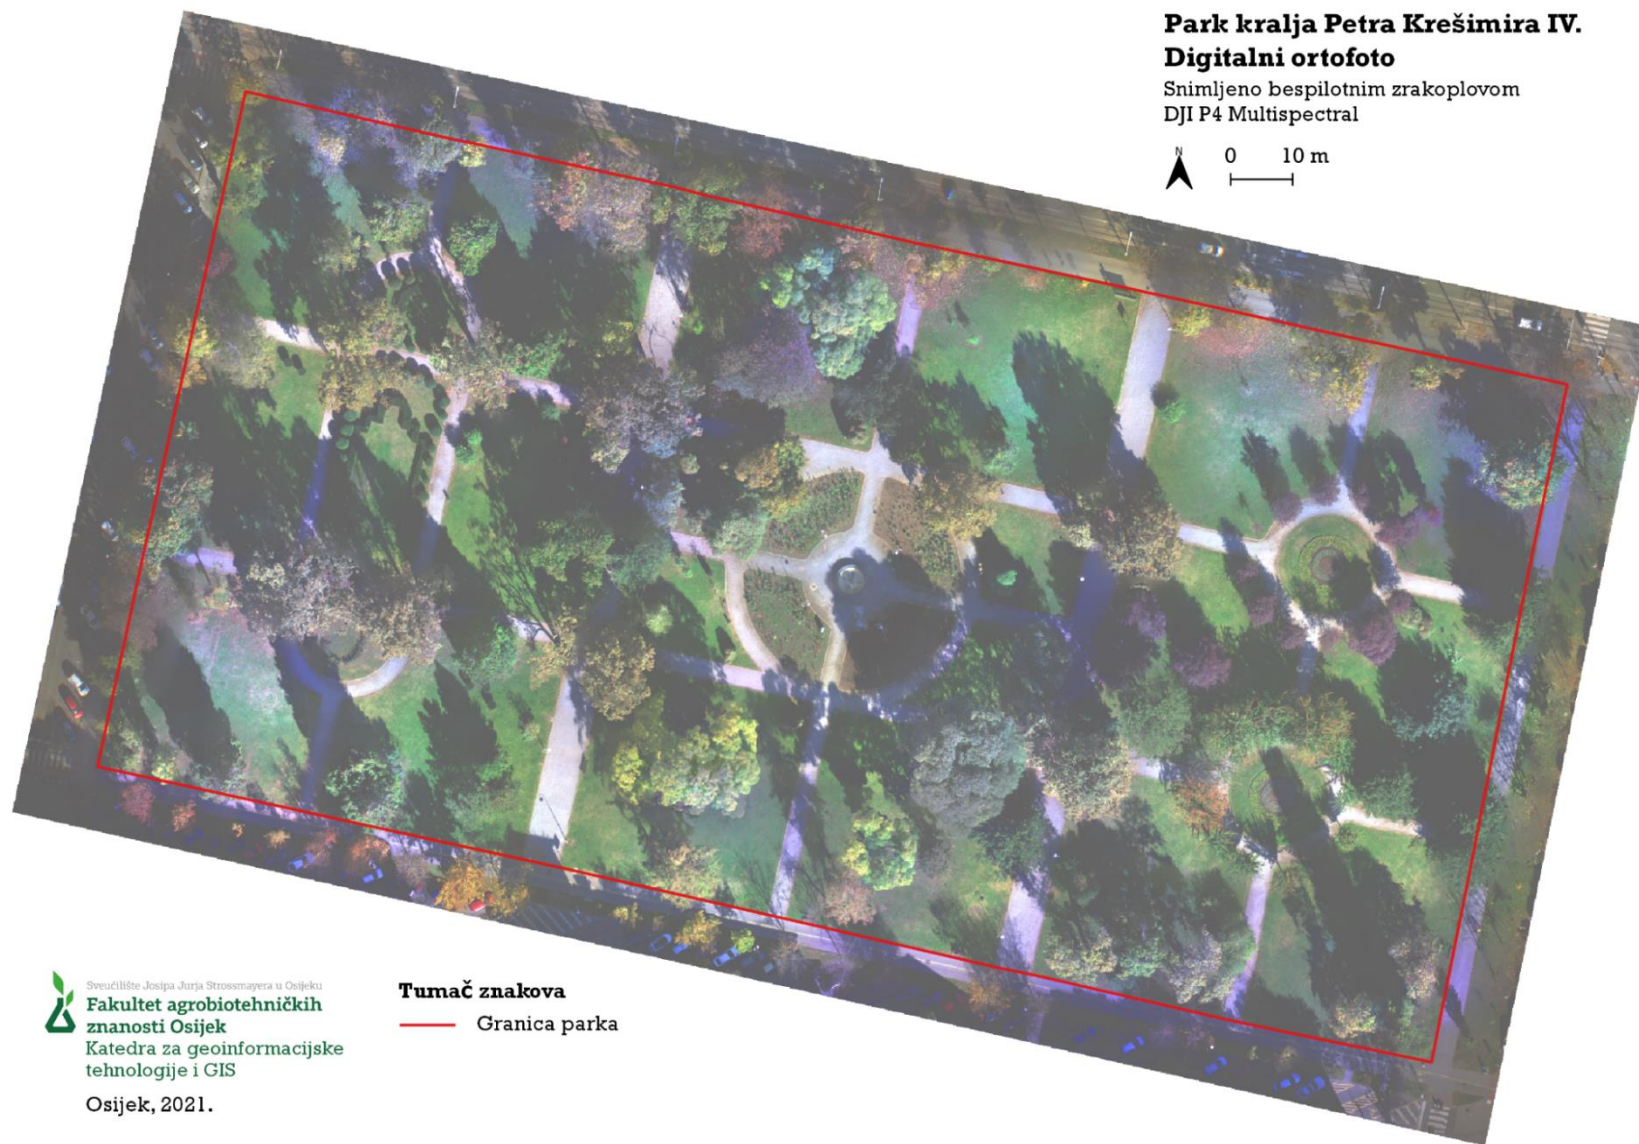 Park kralja Petra Krešimira IV.
Digitalni ortofoto
Snimljeno bespilotnim zrakoplovom
DJI P4 Multispectral
N
0 10 m
Sveučilište Josipa Jurja Strossmayera u Osijeku
Fakultet agrobiotehničkih
znanosti Osijek
Katedra za geoinformacijske
tehnologije i GIS
Osijek, 2021.
Tumač znakova
Granica parka